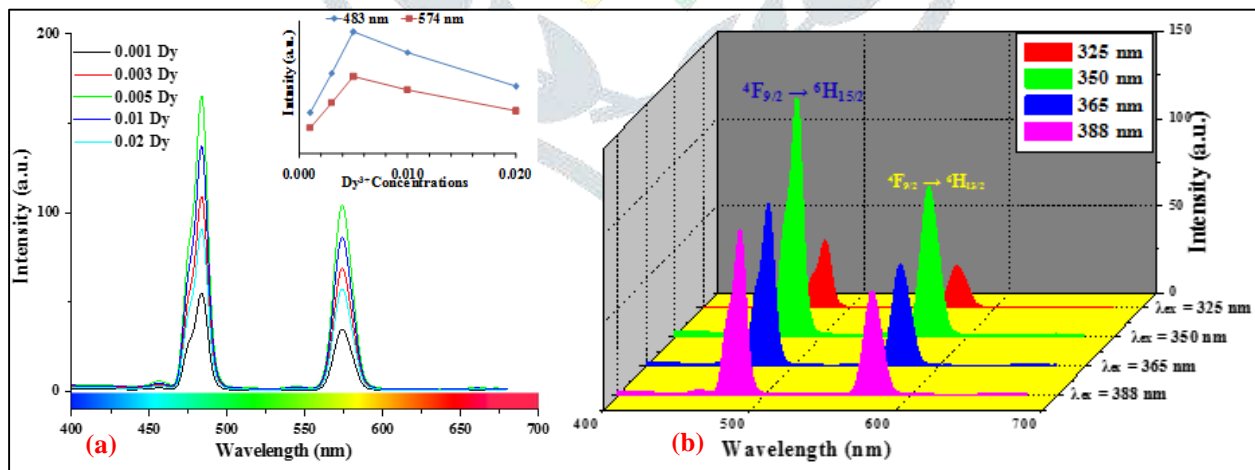 200
100
0
Intensity (a.u.)
0.001 Dy
0.003 Dy
0.005 Dy
0.01 Dy
0.02 Dy
483 nm 574 nm
Intnsity (a.u.)
0.000 0.010 0.020
Dy³⁺Concentrations
400 450 500 550 600 650 700
(a) Wavelength (nm)
150
100
50
0
Intensity (a.u.)
325 nm
350 nm
365 nm
388 nm
⁴F₉/₂ → ⁶H₁₅/₂
⁴F₉/₂ → ⁶H₁₃/₂
λex = 325 nm
λex = 350 nm
λex = 365 nm
λex = 388 nm
400 500 600 700
(b) Wavelength (nm)